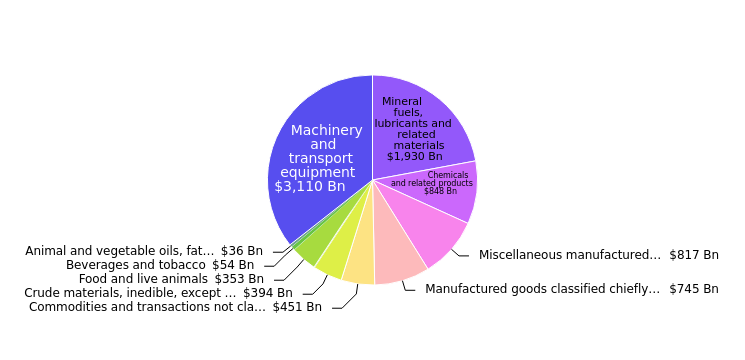 Mineral
fuels,
lubricants and
related
materials
$1,930 Bn
Machinery
and
transport
equipment
$3,110 Bn
Chemicals
and related products
$848 Bn
Animal and vegetable oils, fat… $36 Bn
Beverages and tobacco $54 Bn
Food and live animals $353 Bn
Crude materials, inedible, except … $394 Bn
Commodities and transactions not cla… $451 Bn
Miscellaneous manufactured… $817 Bn
Manufactured goods classified chiefly… $745 Bn